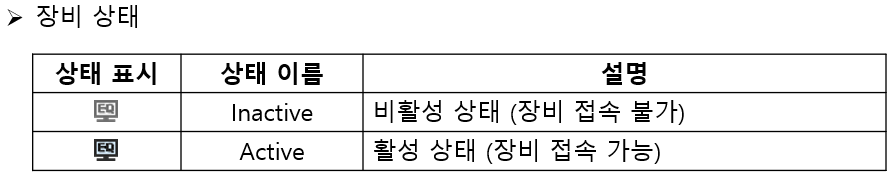 ➢ 장비 상태
상태 표시 상태 이름 설명
EQ Inactive 비활성 상태 (장비 접속 불가)
EQ Active 활성 상태 (장비 접속 가능)